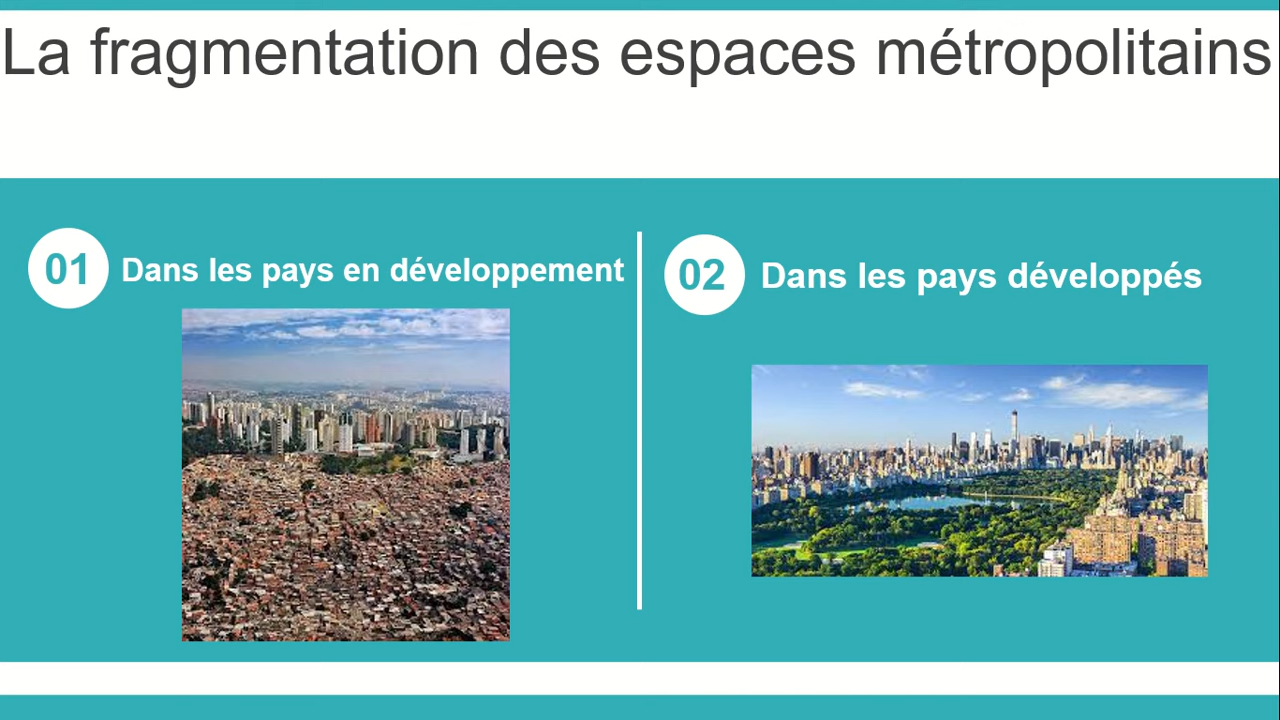 La fragmentation des espaces métropolitains
01 Dans les pays en développement
02 Dans les pays développés